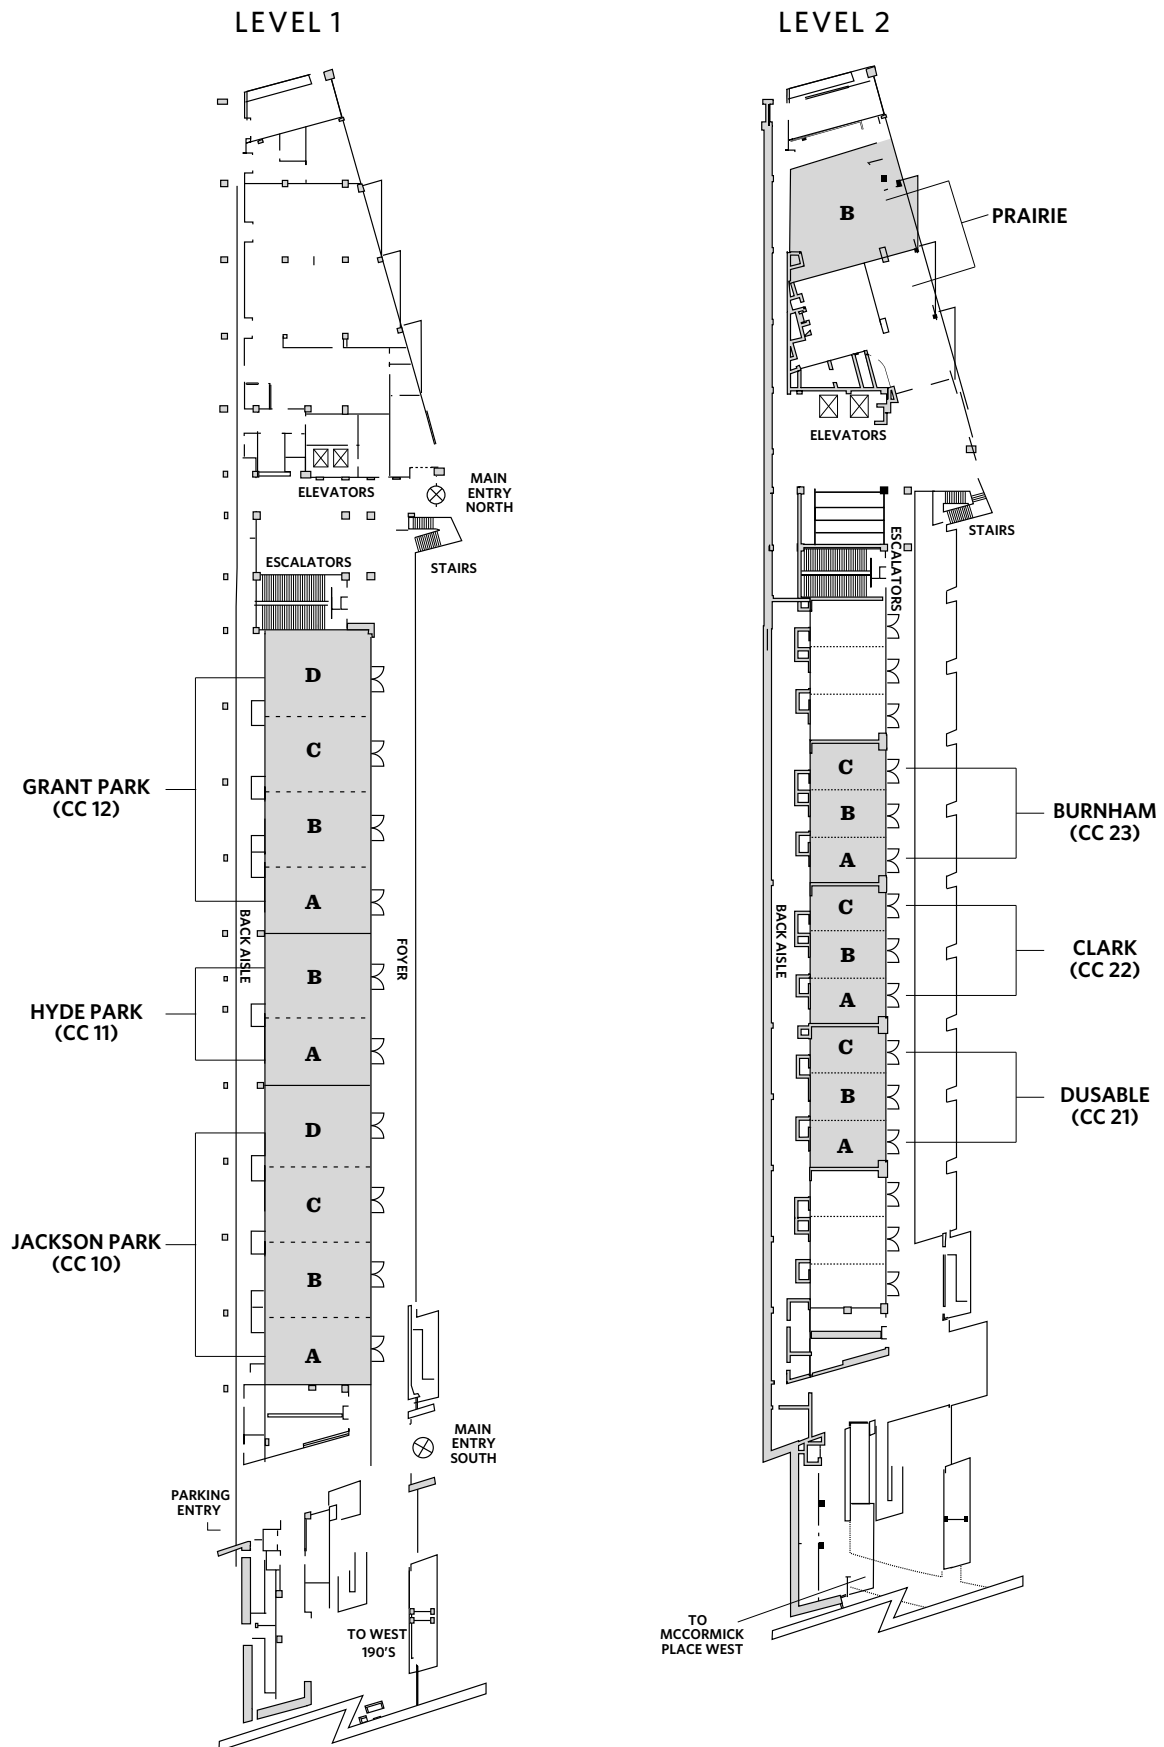 LEVEL 1
ELEVATORS
MAIN
ENTRY
NORTH
ESCALATORS
STAIRS
D
C
B
A
GRANT PARK
(CC 12)
BACK AISLE
FOYER
B
A
HYDE PARK
(CC 11)
D
C
B
A
JACKSON PARK
(CC 10)
MAIN
ENTRY
SOUTH
PARKING
ENTRY
TO WEST
190'S
LEVEL 2
B
PRAIRIE
ELEVATORS
ESCALATORS
STAIRS
C
B
A
BURNHAM
(CC 23)
BACK AISLE
C
B
A
CLARK
(CC 22)
C
B
A
DUSABLE
(CC 21)
TO
MCCORMICK
PLACE WEST